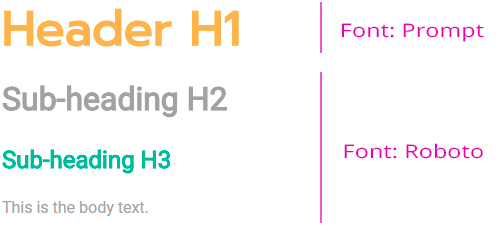 Header H1
Font: Prompt
Sub-heading H2
Sub-heading H3
Font: Roboto
This is the body text.